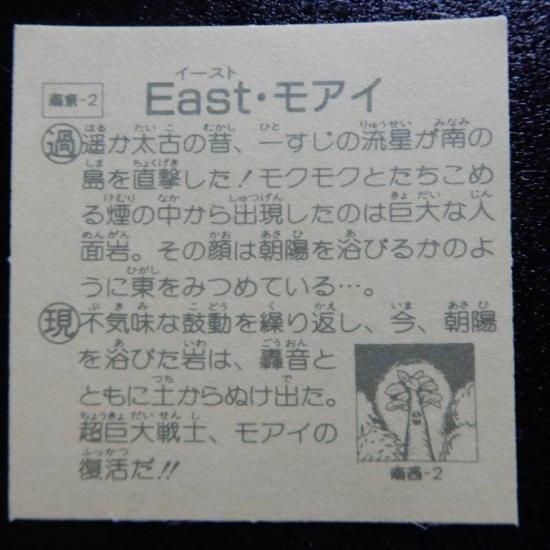 南東-2
イースト
East・モアイ
過 遥か太古の昔、一すじの流星が南の
島を直撃した！モクモクとたちこめ
る煙の中から出現したのは巨大な人
面岩。その顔は朝陽を浴びるかのよ
うに東をみつめている…。
現 不気味な鼓動を繰り返し、今、朝陽
を浴びた岩は、轟音と
ともに土からぬけ出た。
超巨大戦士、モアイの
復活だ!!
南西-2